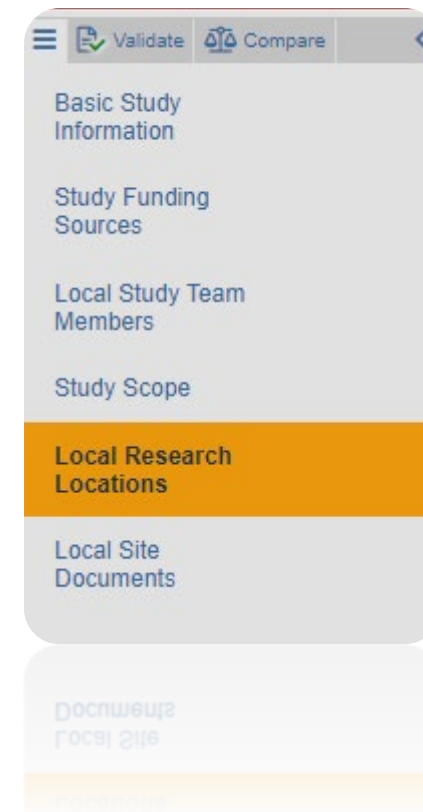 Validate Compare
Basic Study
Information
Study Funding
Sources
Local Study Team
Members
Study Scope
Local Research
Locations
Local Site
Documents